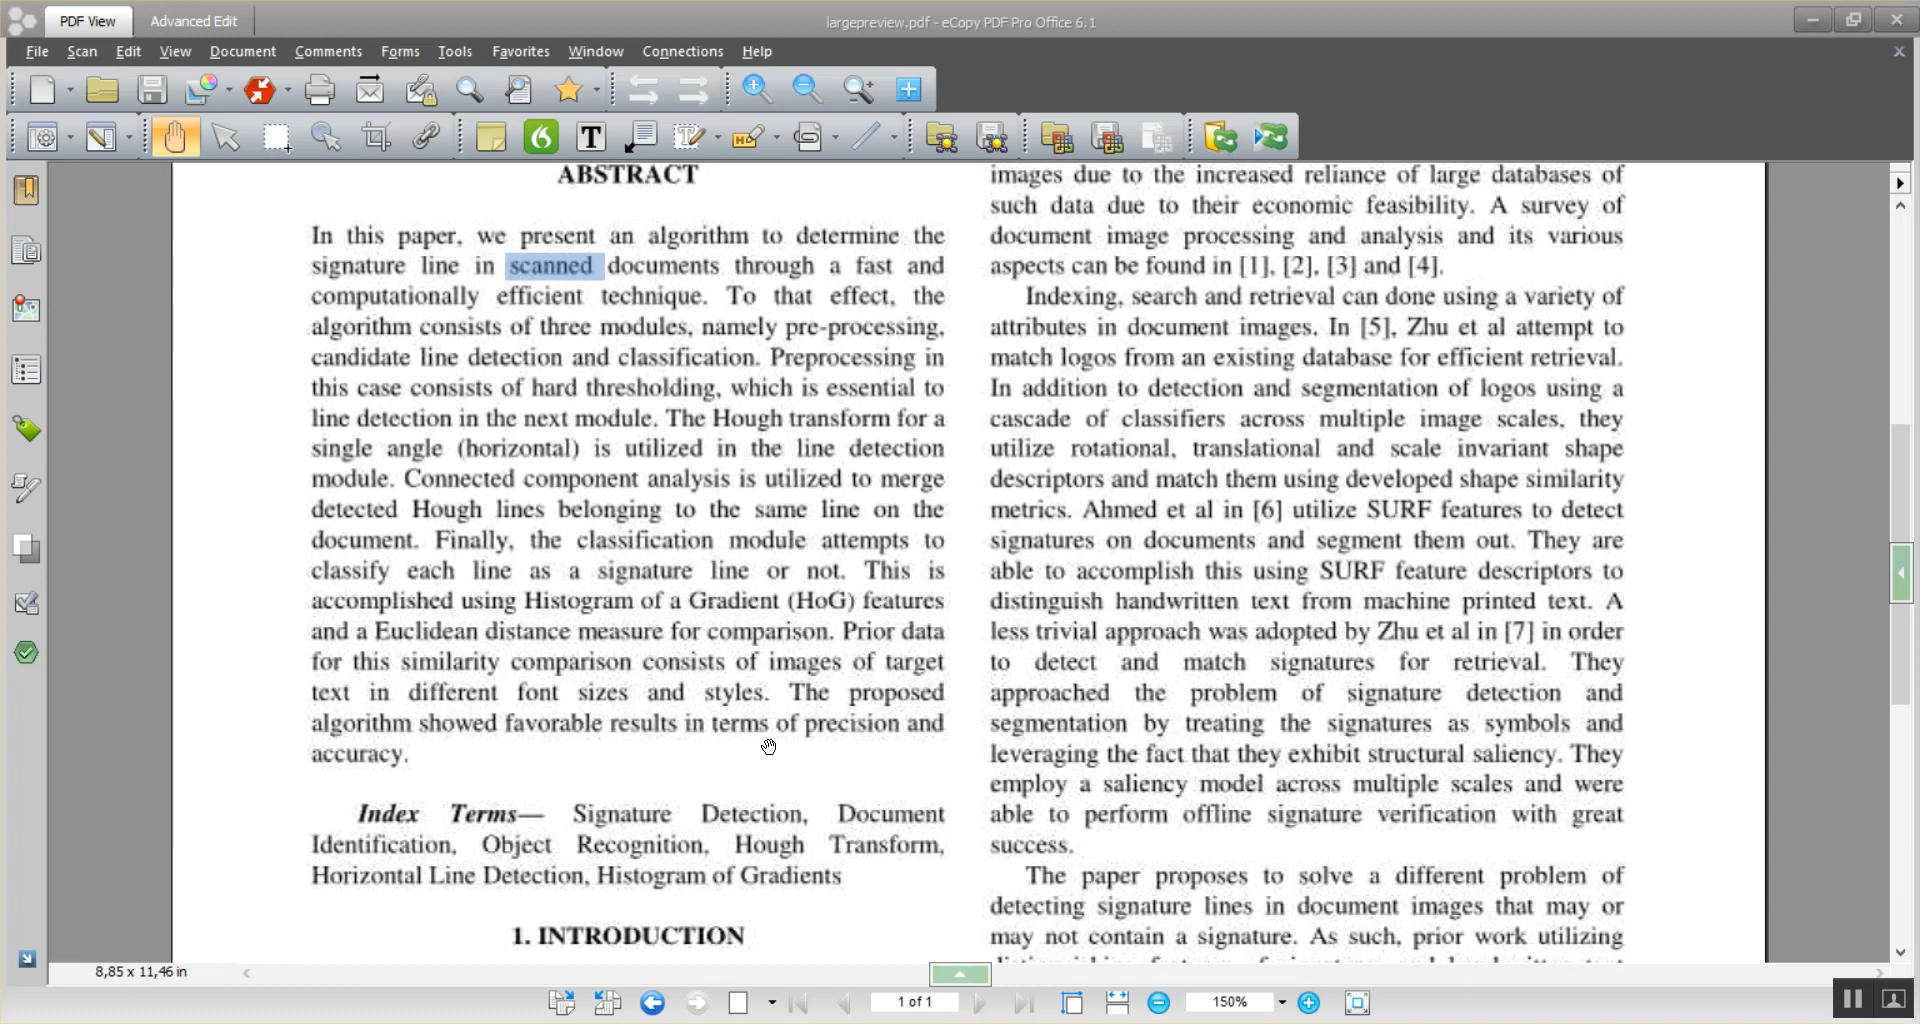 PDF View
Advanced Edit
largepreview.pdf - eCopy PDF Pro Office 6.1
File Scan Edit View Document Comments Forms Tools Favorites Window Connections Help
ABSTRACT
In this paper, we present an algorithm to determine the
signature line in scanned documents through a fast and
computationally efficient technique. To that effect, the
algorithm consists of three modules, namely pre-processing,
candidate line detection and classification. Preprocessing in
this case consists of hard thresholding, which is essential to
line detection in the next module. The Hough transform for a
single angle (horizontal) is utilized in the line detection
module. Connected component analysis is utilized to merge
detected Hough lines belonging to the same line on the
document. Finally, the classification module attempts to
classify each line as a signature line or not. This is
accomplished using Histogram of a Gradient (HoG) features
and a Euclidean distance measure for comparison. Prior data
for this similarity comparison consists of images of target
text in different font sizes and styles. The proposed
algorithm showed favorable results in terms of precision and
accuracy.
Index Terms— Signature Detection, Document
Identification, Object Recognition, Hough Transform,
Horizontal Line Detection, Histogram of Gradients
1. INTRODUCTION
images due to the increased reliance of large databases of
such data due to their economic feasibility. A survey of
document image processing and analysis and its various
aspects can be found in [1], [2], [3] and [4].
Indexing, search and retrieval can done using a variety of
attributes in document images. In [5], Zhu et al attempt to
match logos from an existing database for efficient retrieval.
In addition to detection and segmentation of logos using a
cascade of classifiers across multiple image scales, they
utilize rotational, translational and scale invariant shape
descriptors and match them using developed shape similarity
metrics. Ahmed et al in [6] utilize SURF features to detect
signatures on documents and segment them out. They are
able to accomplish this using SURF feature descriptors to
distinguish handwritten text from machine printed text. A
less trivial approach was adopted by Zhu et al in [7] in order
to detect and match signatures for retrieval. They
approached the problem of signature detection and
segmentation by treating the signatures as symbols and
leveraging the fact that they exhibit structural saliency. They
employ a saliency model across multiple scales and were
able to perform offline signature verification with great
success.
The paper proposes to solve a different problem of
detecting signature lines in document images that may or
may not contain a signature. As such, prior work utilizing
8,85 x 11,46 in
1 of 1
150%